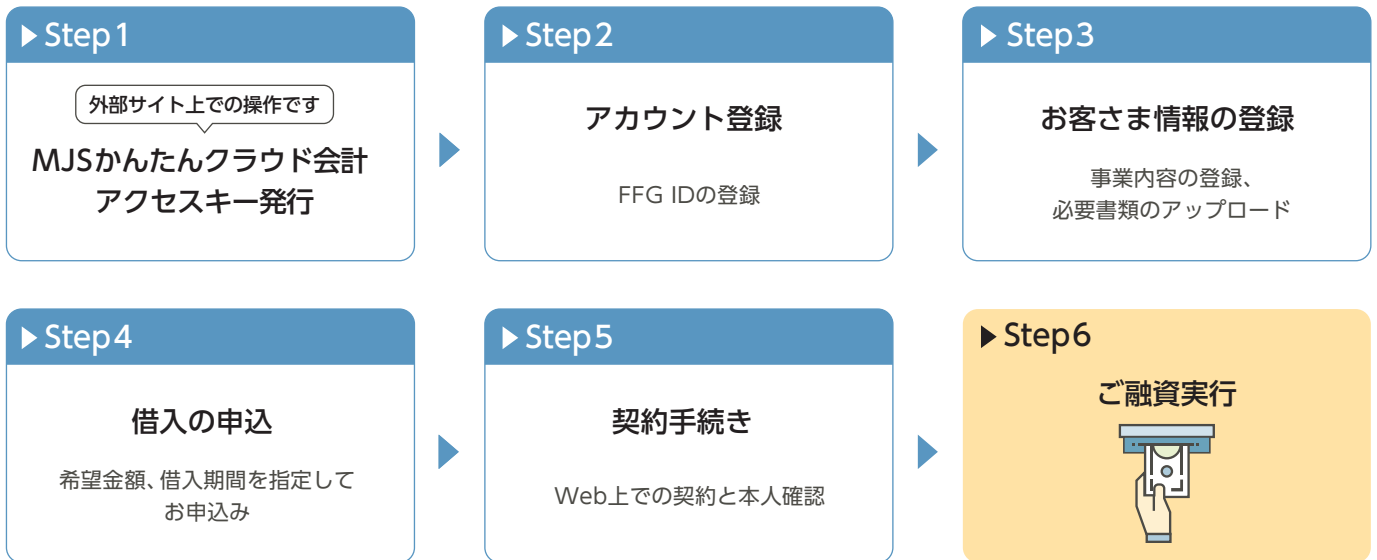 Step1
外部サイト上での操作です
MJSかんたんクラウド会計
アクセスキー発行
Step2
アカウント登録
FFG IDの登録
Step3
お客さま情報の登録
事業内容の登録、
必要書類のアップロード
Step4
借入の申込
希望金額、借入期間を指定して
お申込み
Step5
契約手続き
Web上での契約と本人確認
Step6
ご融資実行